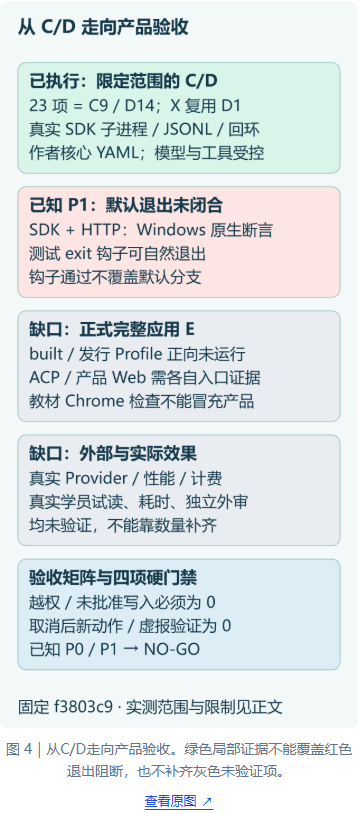 从 C/D 走向产品验收
已执行：限定范围的 C/D
23 项 = C9 / D14；X 复用 D1
真实 SDK 子进程 / JSONL / 回环
作者核心 YAML；模型与工具受控
已知 P1：默认退出未闭合
SDK + HTTP：Windows 原生断言
测试 exit 钩子可自然退出
钩子通过不覆盖默认分支
缺口：正式完整应用 E
built / 发行 Profile 正向未运行
ACP / 产品 Web 需各自入口证据
教材 Chrome 检查不能冒充产品
缺口：外部与实际效果
真实 Provider / 性能 / 计费
真实学员试读、耗时、独立外审
均未验证，不能靠数量补齐
验收矩阵与四项硬门禁
越权 / 未批准写入必须为 0
取消后新动作 / 虚报验证为 0
已知 P0 / P1 → NO-GO
固定 f3803c9 · 实测范围与限制见正文
图 4 | 从C/D走向产品验收。绿色局部证据不能覆盖红色
退出阻断，也不补齐灰色未验证项。
查看原图 ↗